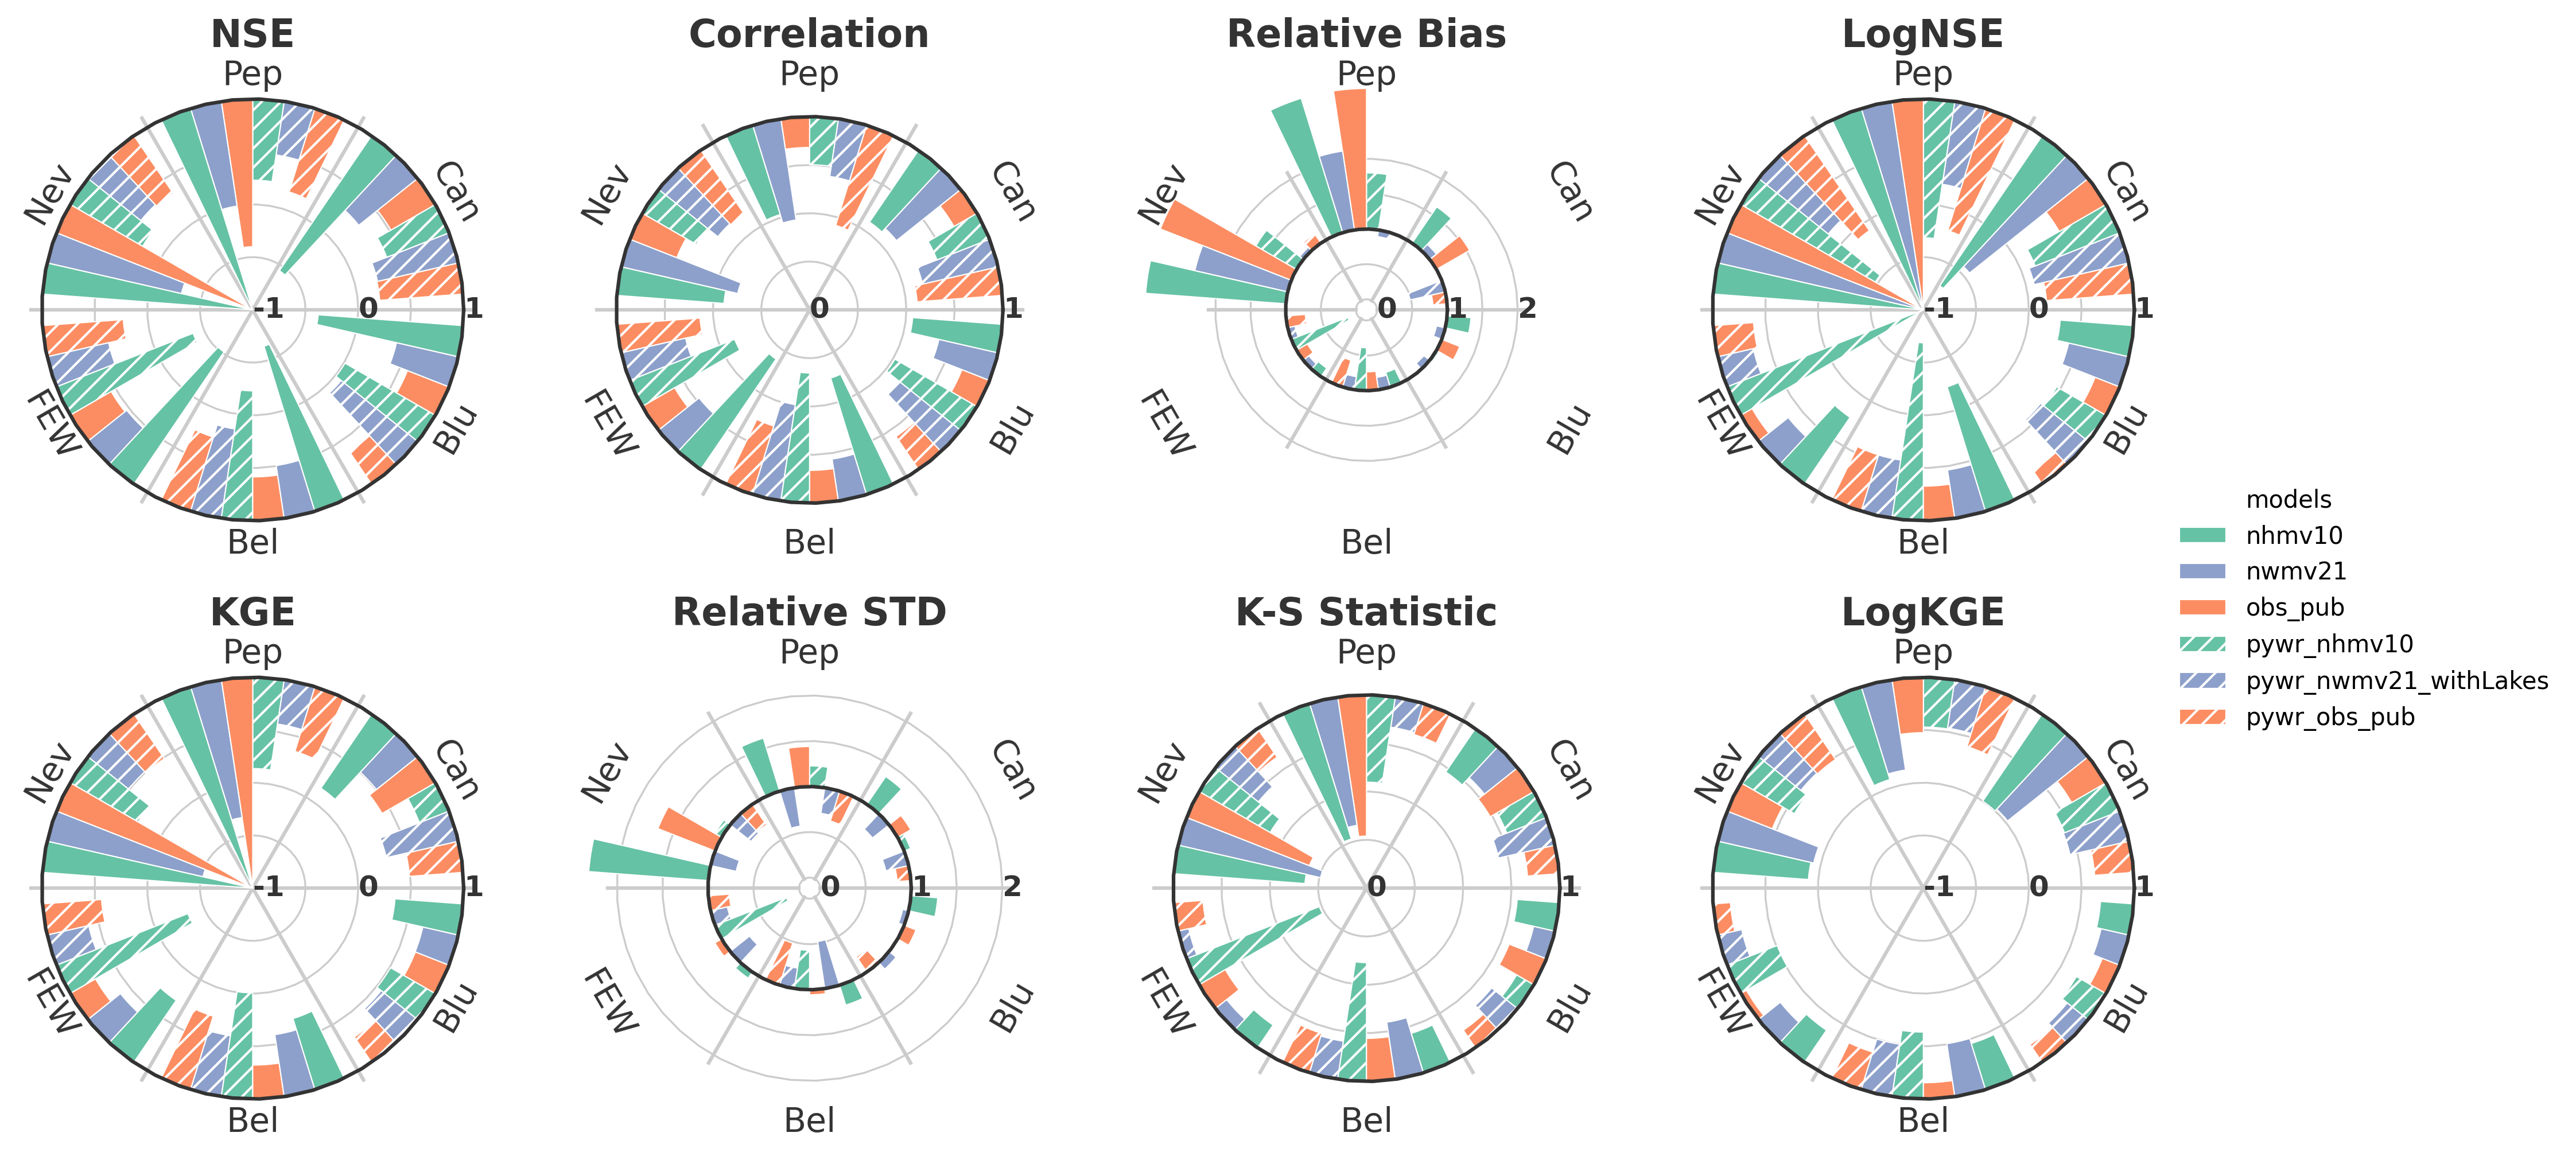 NSE
Pep
Can
Blu
Bel
FEW
Nev
-1
0
1
Correlation
Pep
Can
Blu
Bel
FEW
Nev
0
1
Relative Bias
Pep
Can
Blu
Bel
FEW
Nev
0
1
2
LogNSE
Pep
Can
Blu
Bel
FEW
Nev
-1
0
1
KGE
Pep
Can
Blu
Bel
FEW
Nev
-1
0
1
Relative STD
Pep
Can
Blu
Bel
FEW
Nev
0
1
2
K-S Statistic
Pep
Can
Blu
Bel
FEW
Nev
0
1
LogKGE
Pep
Can
Blu
Bel
FEW
Nev
-1
0
1
models
nhmv10
nwmv21
obs_pub
pywr_nhmv10
pywr_nwmv21_withLakes
pywr_obs_pub